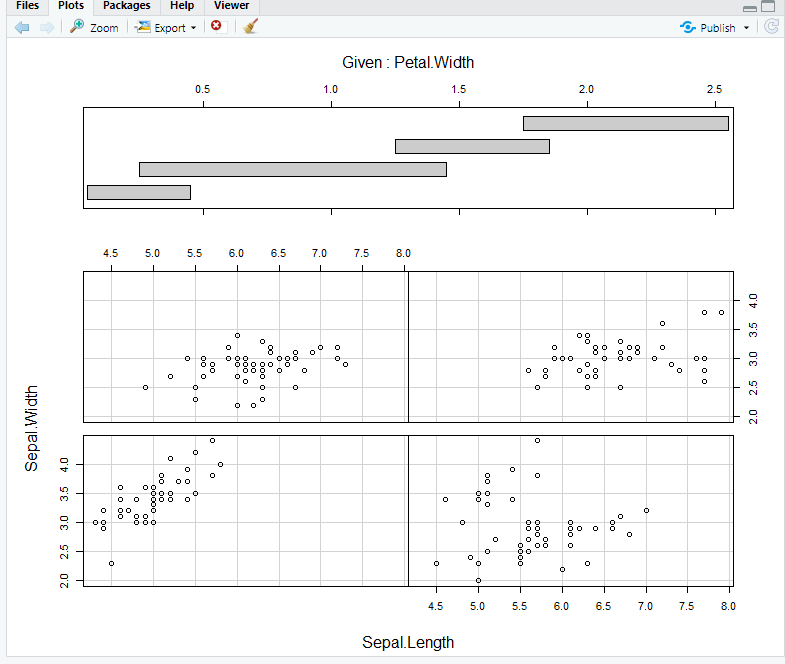 Files Plots Packages Help Viewer
Zoom Export Publish
Given : Petal.Width
0.5 1.0 1.5 2.0 2.5
4.5 5.0 5.5 6.0 6.5 7.0 7.5 8.0
2.0 2.5 3.0 3.5 4.0
Sepal.Width
2.0 2.5 3.0 3.5 4.0
4.5 5.0 5.5 6.0 6.5 7.0 7.5 8.0
Sepal.Length